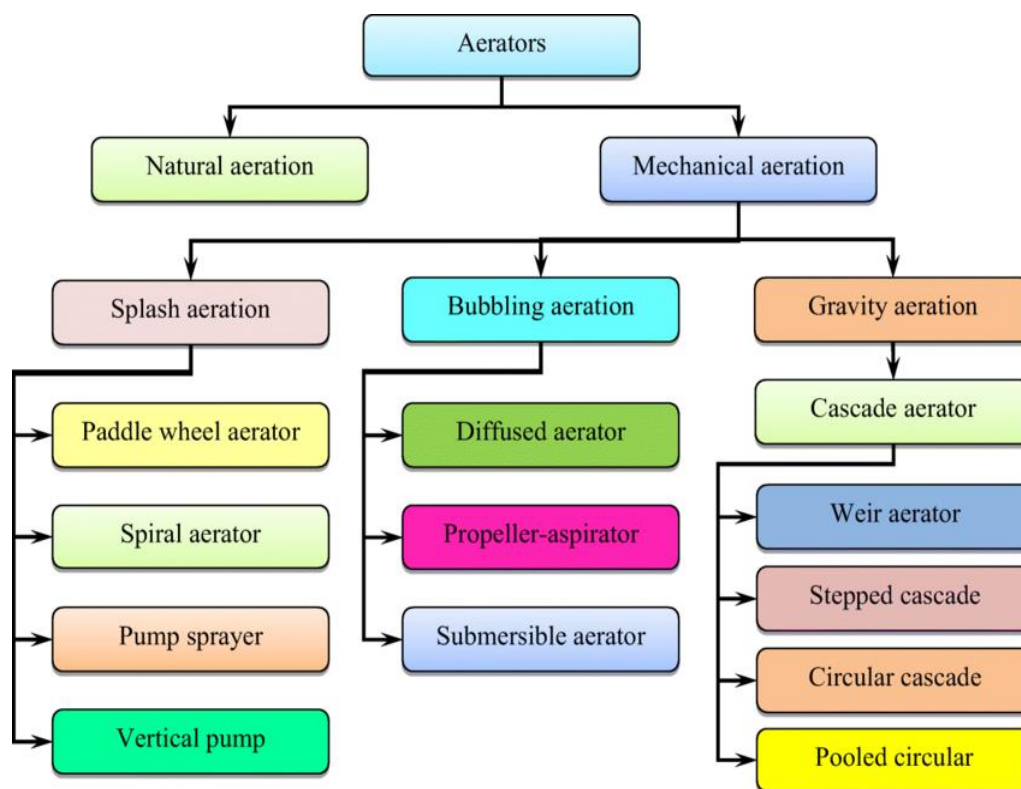 Aerators
Natural aeration
Mechanical aeration
Splash aeration
Bubbling aeration
Gravity aeration
Paddle wheel aerator
Spiral aerator
Pump sprayer
Vertical pump
Diffused aerator
Propeller-aspirator
Submersible aerator
Cascade aerator
Weir aerator
Stepped cascade
Circular cascade
Pooled circular